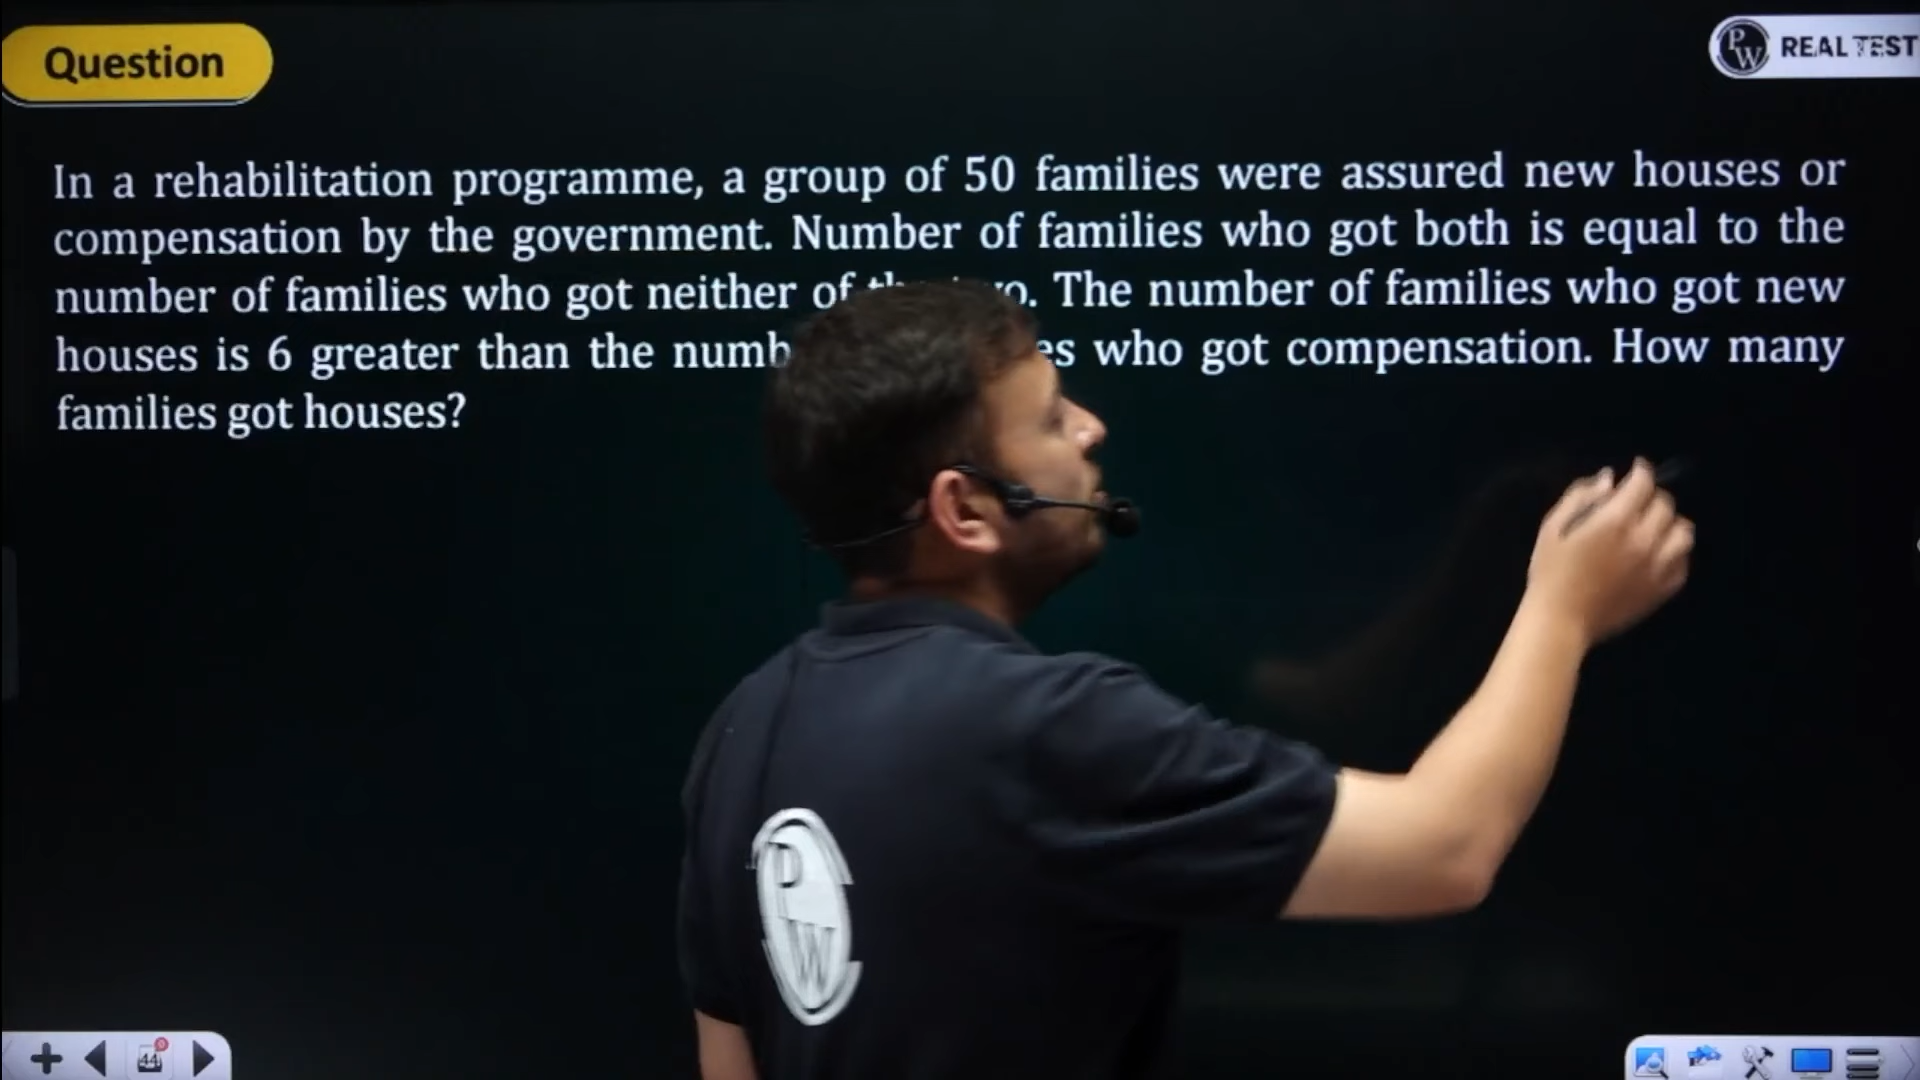 Question
PW REAL TEST
In a rehabilitation programme, a group of 50 families were assured new houses or
compensation by the government. Number of families who got both is equal to the
number of families who got neither of The number of families who got new
houses is 6 greater than the who got compensation. How many
families got houses?
PW
44